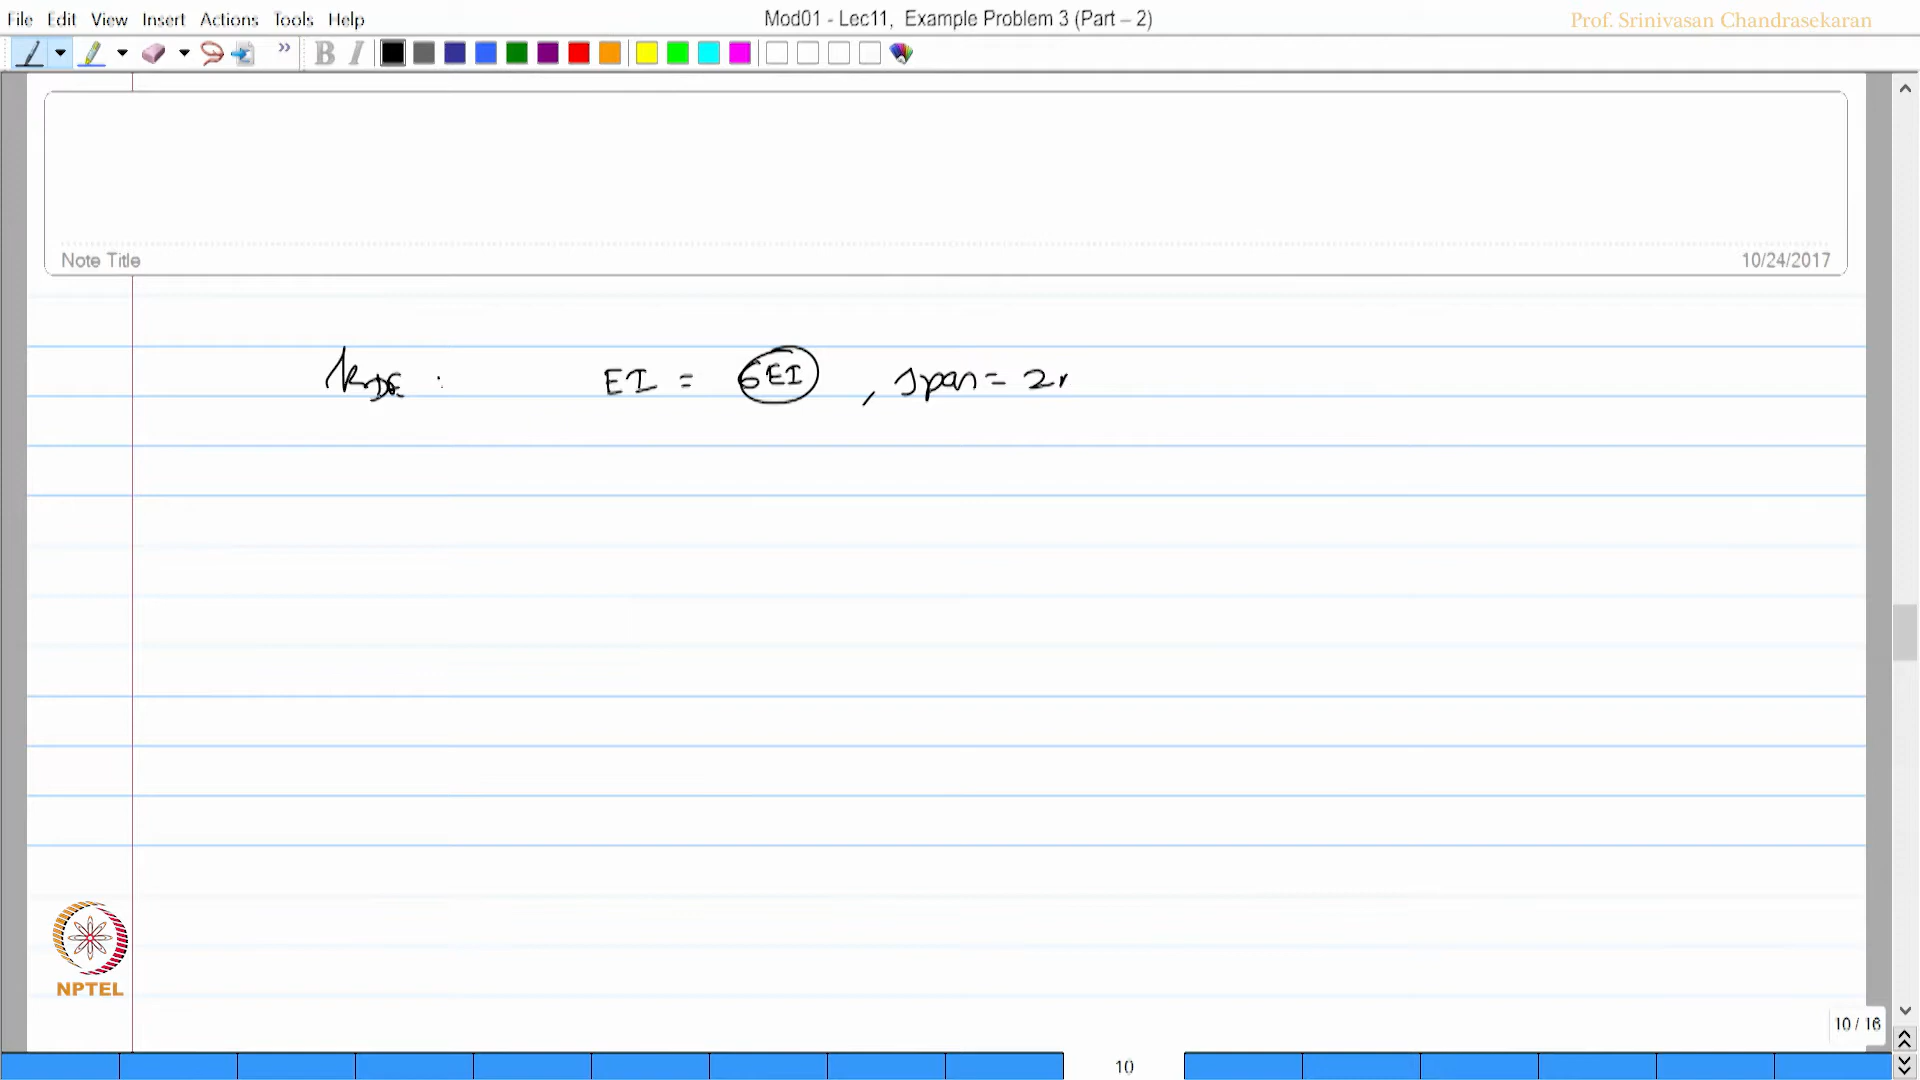 File Edit View Insert Actions Tools Help
Mod01 - Lec11, Example Problem 3 (Part – 2)
Prof. Srinivasan Chandrasekaran
B I
Note Title
10/24/2017
EI = 6EI , span = 2
NPTEL
10 / 16
10